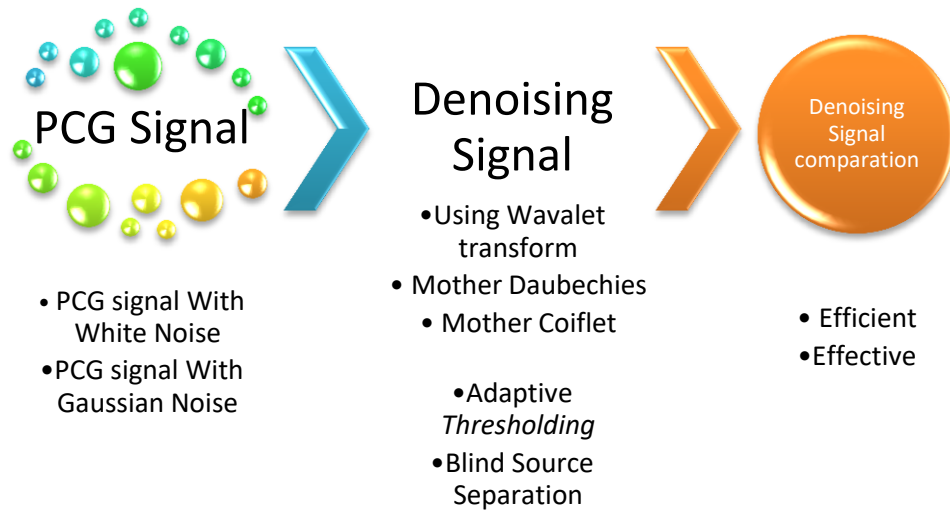 PCG Signal
• PCG signal With
White Noise
•PCG signal With
Gaussian Noise
Denoising
Signal
•Using Wavalet
transform
• Mother Daubechies
• Mother Coiflet
•Adaptive
Thresholding
•Blind Source
Separation
Denoising
Signal
comparation
• Efficient
•Effective